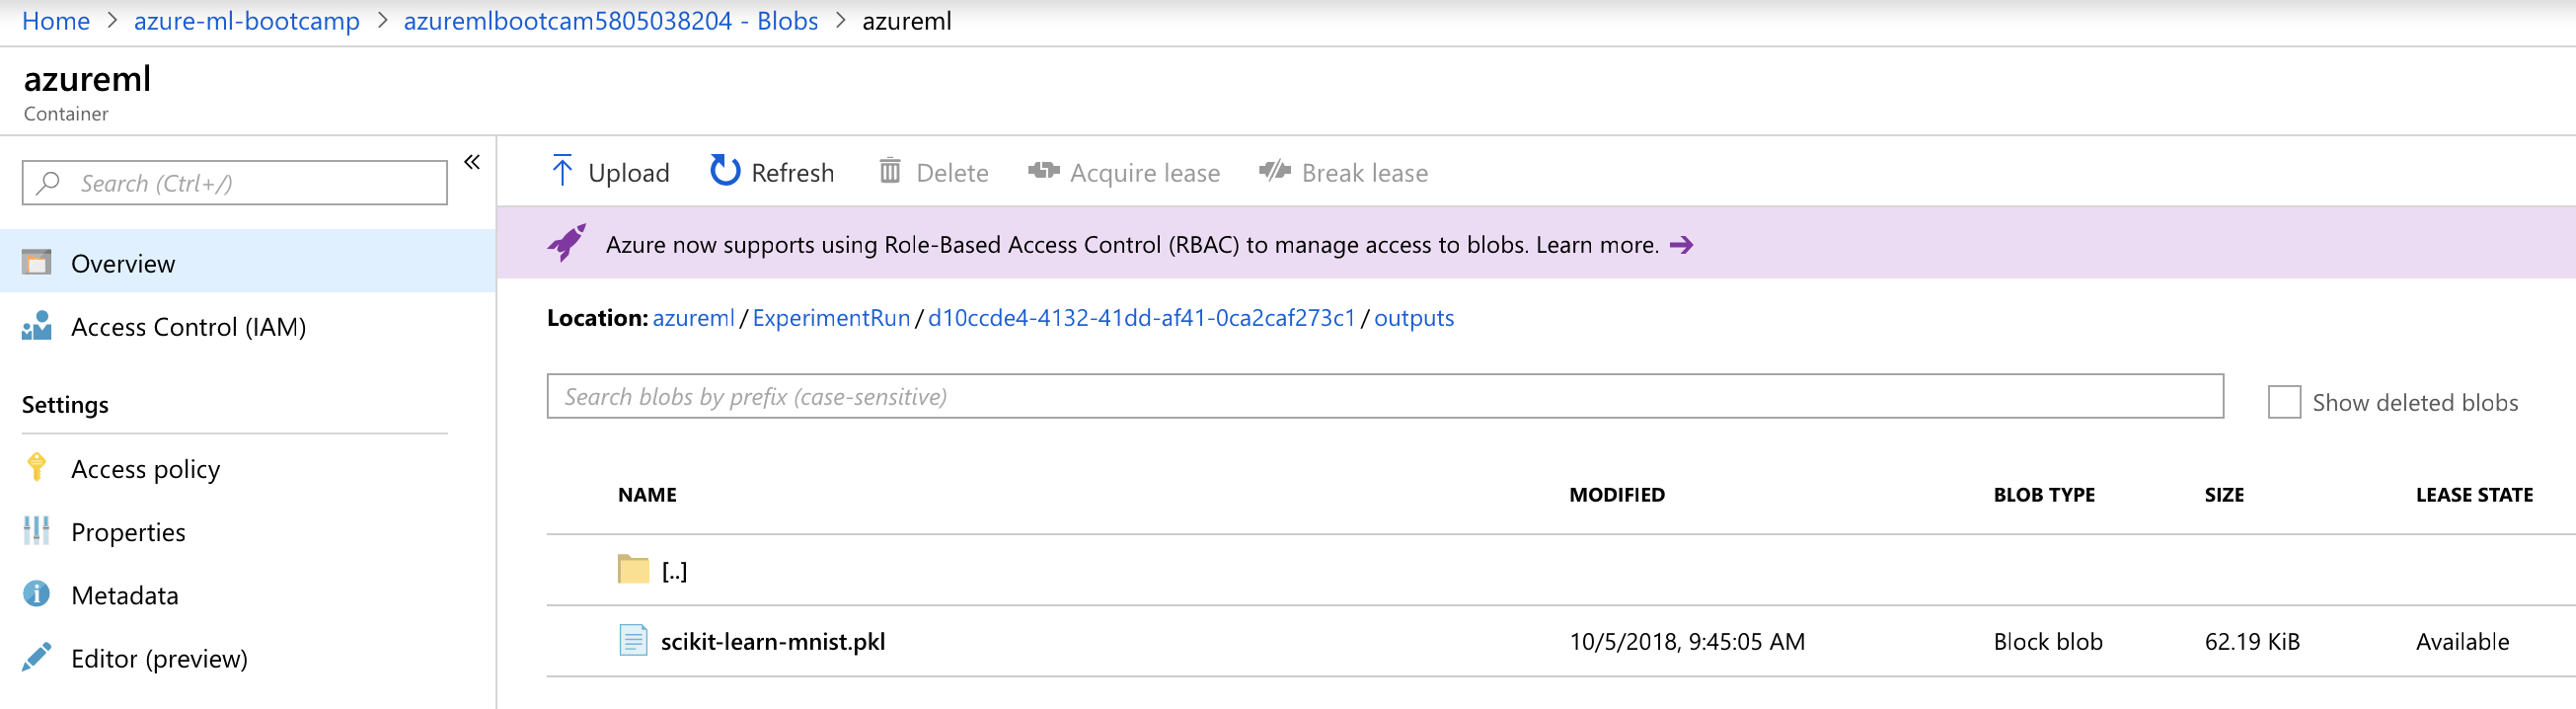 Home > azure-ml-bootcamp > azuremlbootcam5805038204 - Blobs > azureml
azureml
Container
Search (Ctrl+/)
«
Overview
Access Control (IAM)
Settings
Access policy
Properties
Metadata
Editor (preview)
Upload Refresh Delete Acquire lease Break lease
Azure now supports using Role-Based Access Control (RBAC) to manage access to blobs. Learn more. →
Location: azureml / ExperimentRun / d10ccde4-4132-41dd-af41-0ca2caf273c1 / outputs
Search blobs by prefix (case-sensitive)
Show deleted blobs
NAME MODIFIED BLOB TYPE SIZE LEASE STATE
[..]
scikit-learn-mnist.pkl 10/5/2018, 9:45:05 AM Block blob 62.19 KiB Available